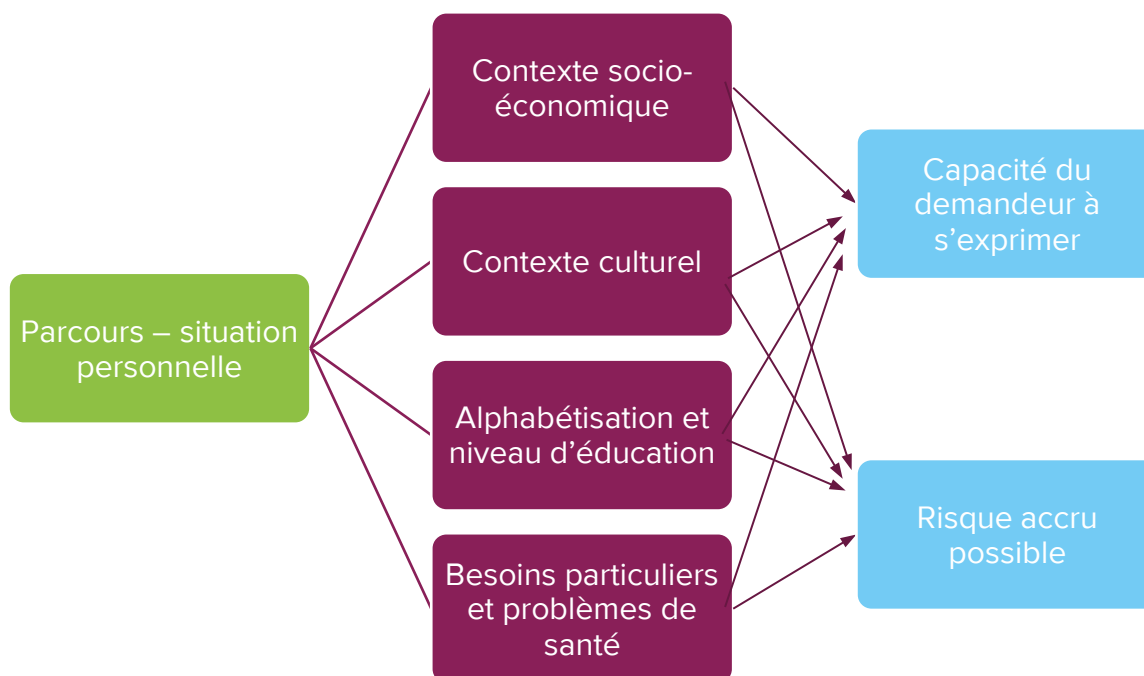 Parcours – situation
personnelle
Contexte socio-
économique
Contexte culturel
Alphabétisation et
niveau d’éducation
Besoins particuliers
et problèmes de
santé
Capacité du
demandeur à
s’exprimer
Risque accru
possible